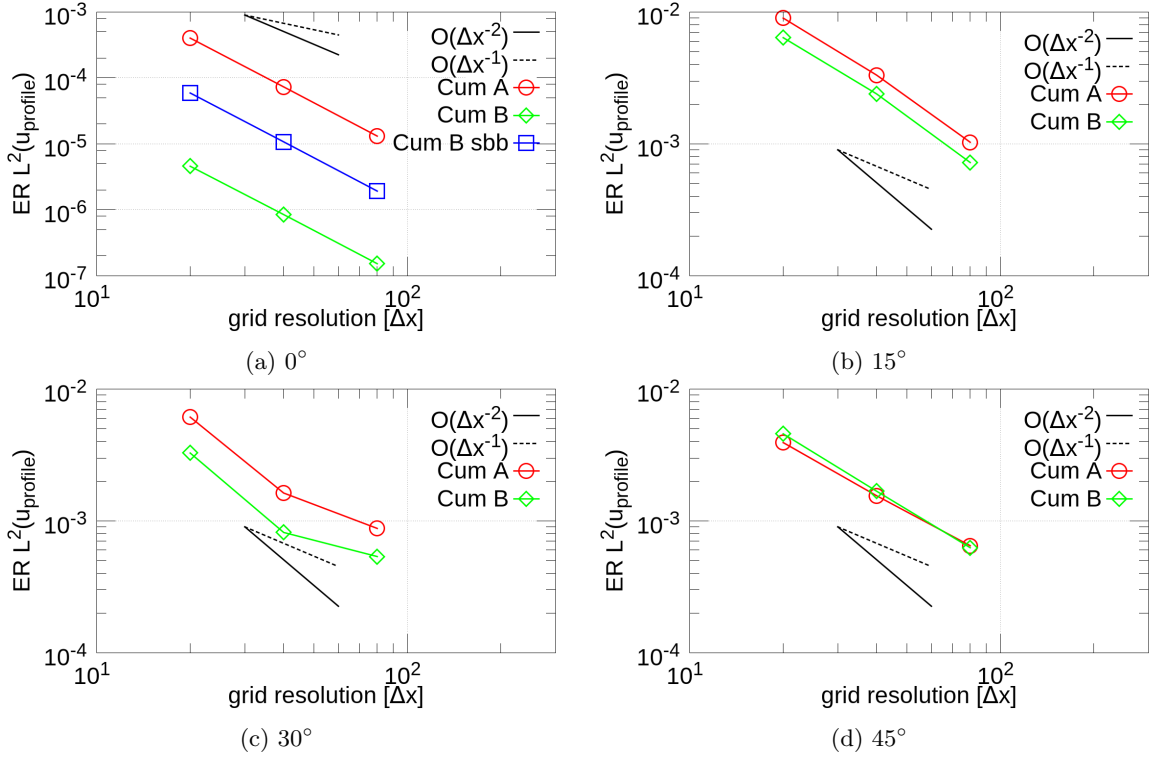 10^-3
10^-4
10^-5
10^-6
10^-7
10^1
10^2
ER L^2(u_profile)
grid resolution [Δx]
O(Δx^-2)
O(Δx^-1)
Cum A
Cum B
Cum B sbb
(a) 0°
10^-2
10^-3
10^-4
10^1
10^2
ER L^2(u_profile)
grid resolution [Δx]
O(Δx^-2)
O(Δx^-1)
Cum A
Cum B
(b) 15°
10^-2
10^-3
10^-4
10^1
10^2
ER L^2(u_profile)
grid resolution [Δx]
O(Δx^-2)
O(Δx^-1)
Cum A
Cum B
(c) 30°
10^-2
10^-3
10^-4
10^1
10^2
ER L^2(u_profile)
grid resolution [Δx]
O(Δx^-2)
O(Δx^-1)
Cum A
Cum B
(d) 45°